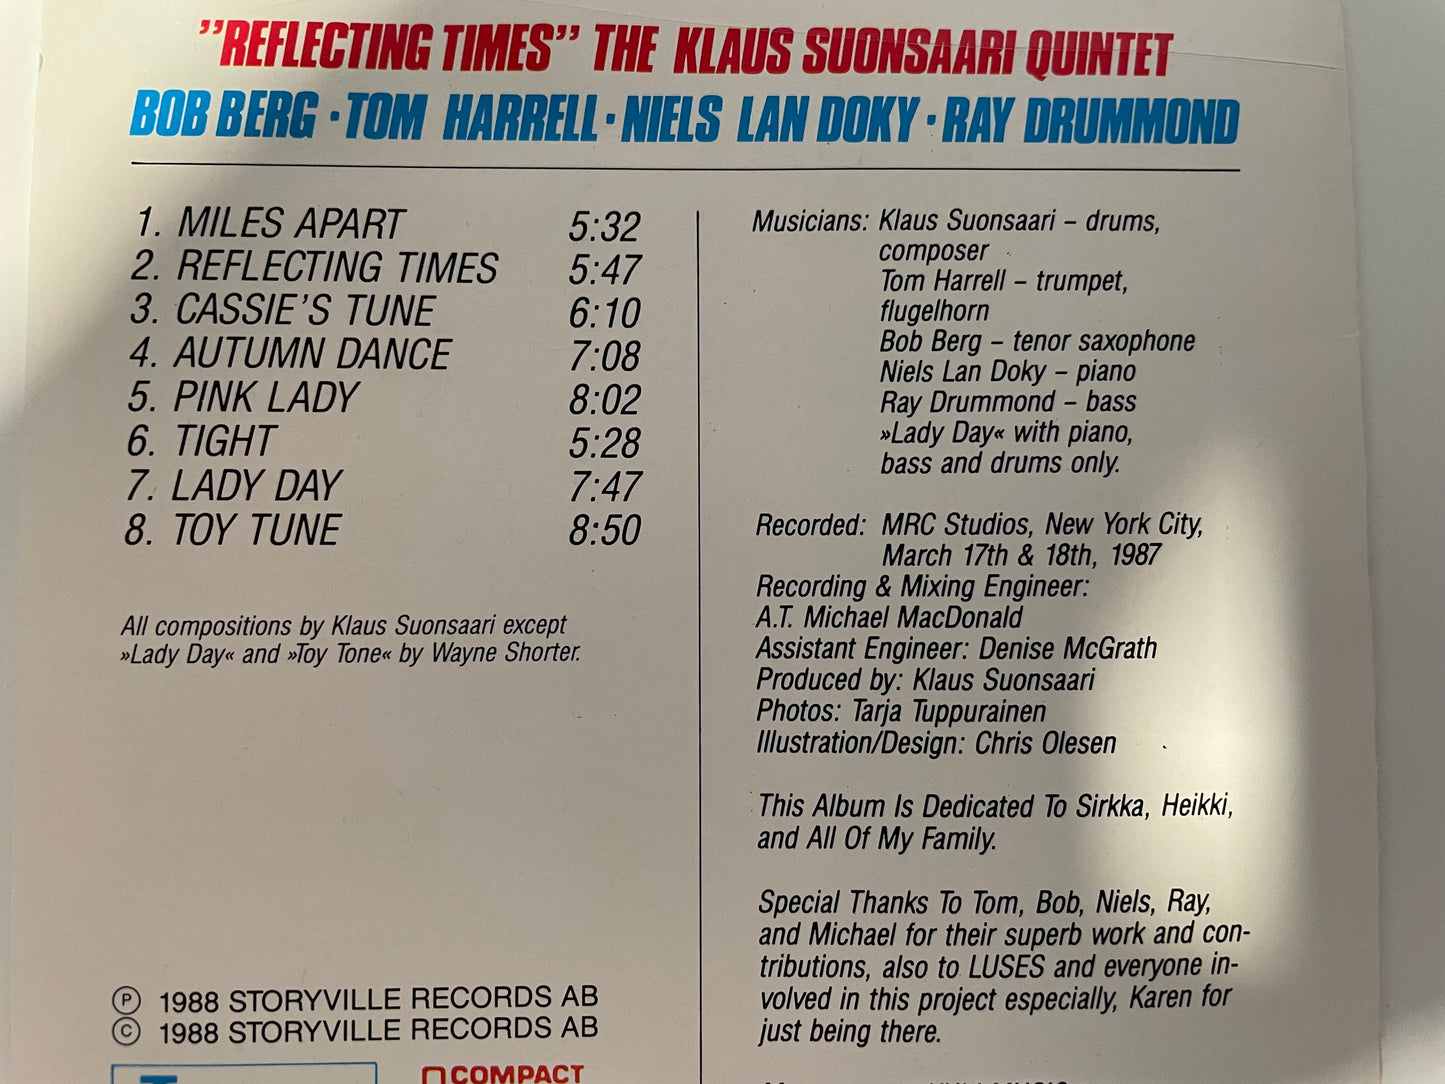 ”REFLECTING TIMES” THE KLAUS SUONSAARI QUINTET
BOB BERG · TOM HARRELL · NIELS LAN DOKY · RAY DRUMMOND
1. MILES APART 5:32
2. REFLECTING TIMES 5:47
3. CASSIE'S TUNE 6:10
4. AUTUMN DANCE 7:08
5. PINK LADY 8:02
6. TIGHT 5:28
7. LADY DAY 7:47
8. TOY TUNE 8:50
All compositions by Klaus Suonsaari except
»Lady Day« and »Toy Tone« by Wayne Shorter.
Ⓟ 1988 STORYVILLE RECORDS AB
© 1988 STORYVILLE RECORDS AB
COMPACT
Musicians: Klaus Suonsaari – drums,
composer
Tom Harrell – trumpet,
flugelhorn
Bob Berg – tenor saxophone
Niels Lan Doky – piano
Ray Drummond – bass
»Lady Day« with piano,
bass and drums only.
Recorded: MRC Studios, New York City,
March 17th & 18th, 1987
Recording & Mixing Engineer:
A.T. Michael MacDonald
Assistant Engineer: Denise McGrath
Produced by: Klaus Suonsaari
Photos: Tarja Tuppurainen
Illustration/Design: Chris Olesen
This Album Is Dedicated To Sirkka, Heikki,
and All Of My Family.
Special Thanks To Tom, Bob, Niels, Ray,
and Michael for their superb work and con-
tributions, also to LUSES and everyone in-
volved in this project especially, Karen for
just being there.